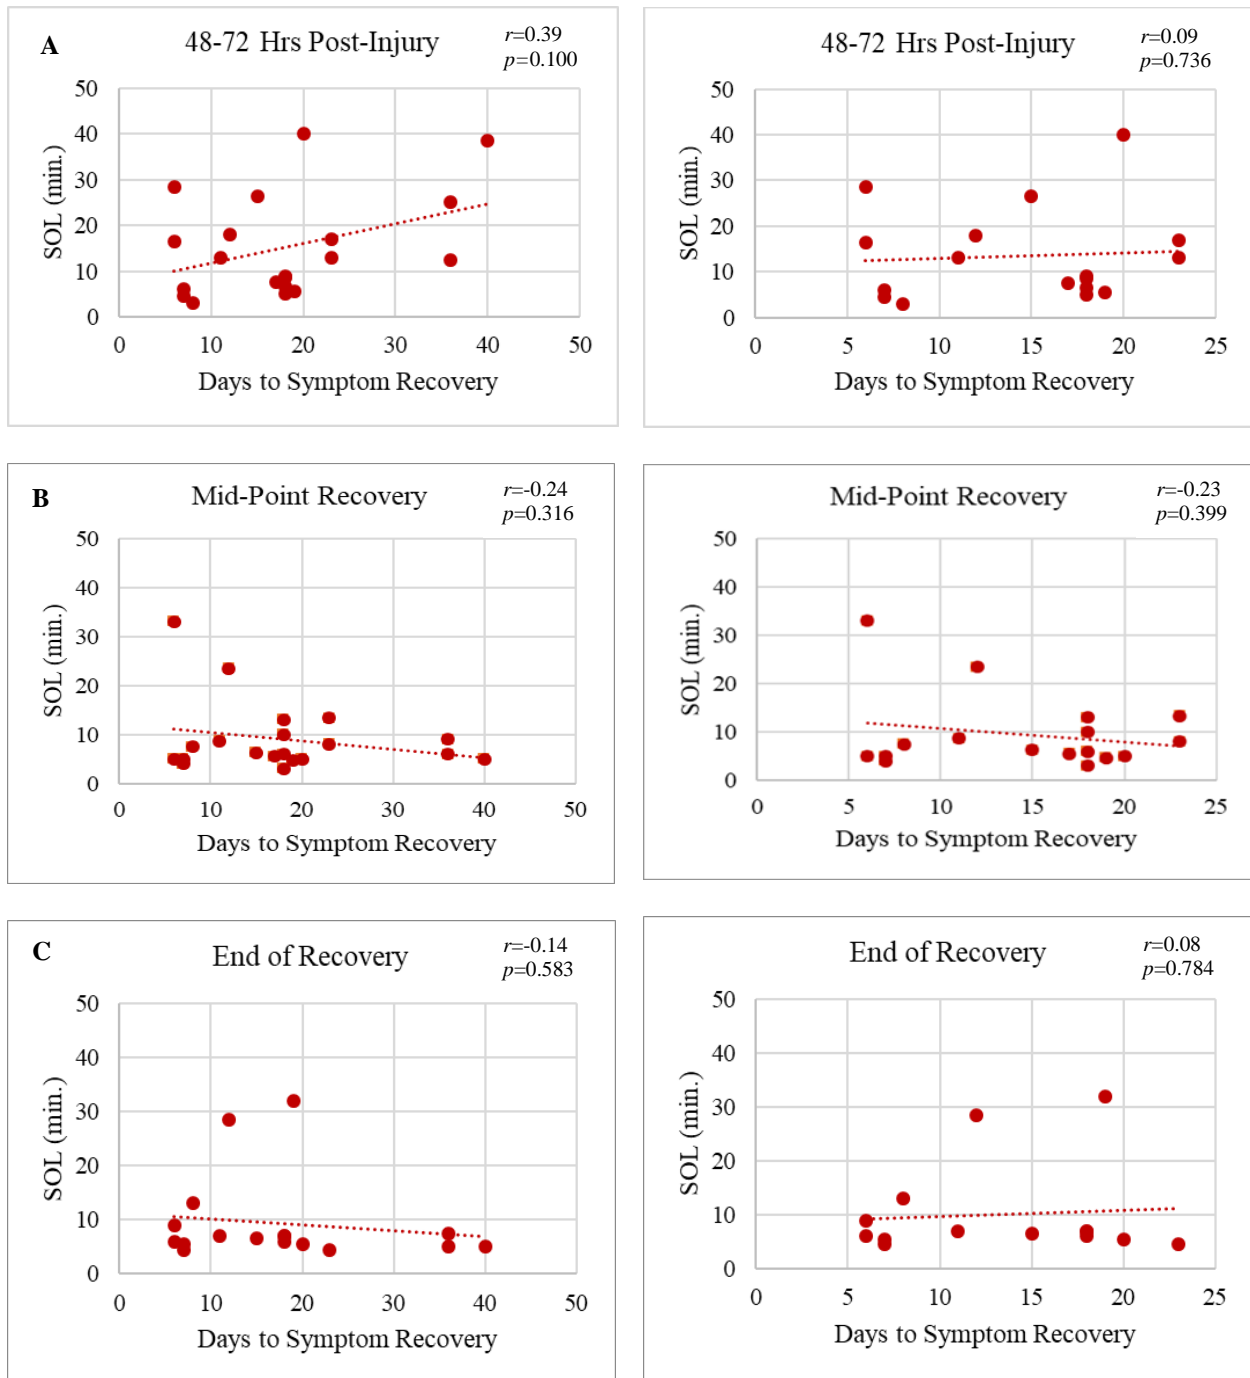 A
48-72 Hrs Post-Injury
r=0.39
p=0.100
SOL (min.)
50
40
30
20
10
0
0 10 20 30 40 50
Days to Symptom Recovery
48-72 Hrs Post-Injury
r=0.09
p=0.736
SOL (min.)
50
40
30
20
10
0
0 5 10 15 20 25
Days to Symptom Recovery
B
Mid-Point Recovery
r=-0.24
p=0.316
SOL (min.)
50
40
30
20
10
0
0 10 20 30 40 50
Days to Symptom Recovery
Mid-Point Recovery
r=-0.23
p=0.399
SOL (min.)
50
40
30
20
10
0
0 5 10 15 20 25
Days to Symptom Recovery
C
End of Recovery
r=-0.14
p=0.583
SOL (min.)
50
40
30
20
10
0
0 10 20 30 40 50
Days to Symptom Recovery
End of Recovery
r=0.08
p=0.784
SOL (min.)
50
40
30
20
10
0
0 5 10 15 20 25
Days to Symptom Recovery